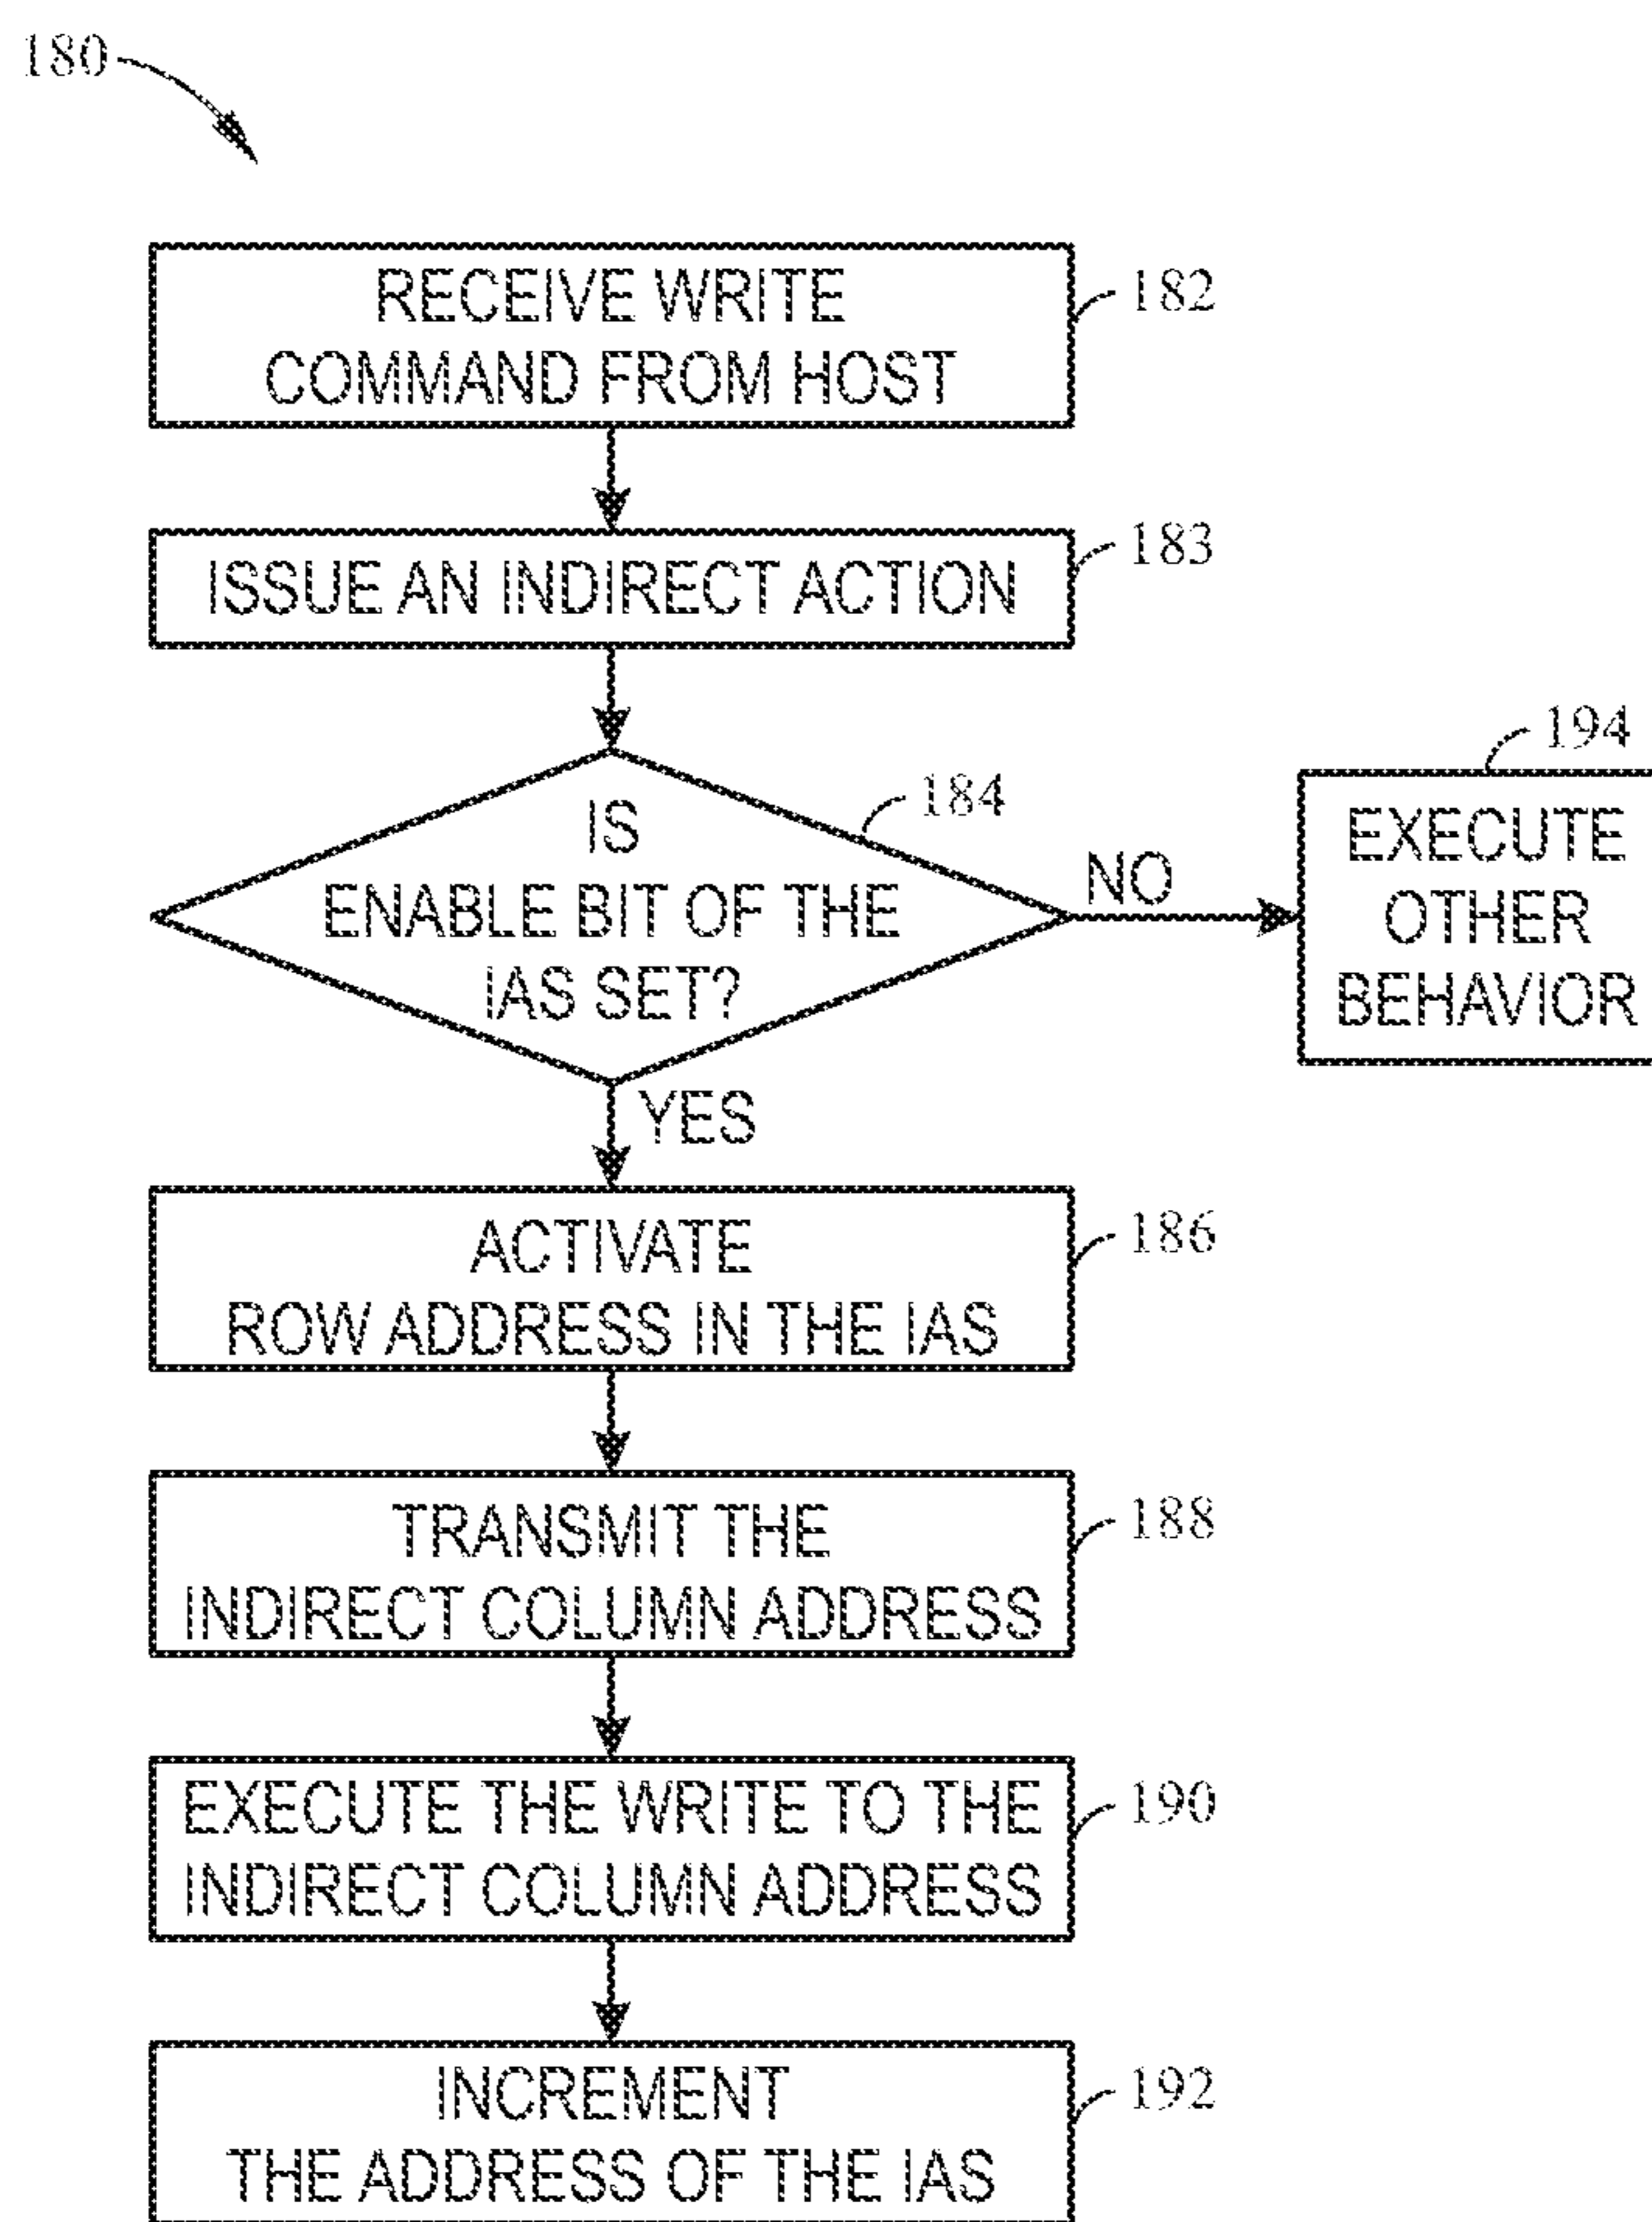 180
RECEIVE WRITE
COMMAND FROM HOST
182
ISSUE AN INDIRECT ACTION
183
IS
ENABLE BIT OF THE
IAS SET?
184
NO
194
EXECUTE
OTHER
BEHAVIOR
YES
ACTIVATE
ROW ADDRESS IN THE IAS
186
TRANSMIT THE
INDIRECT COLUMN ADDRESS
188
EXECUTE THE WRITE TO THE
INDIRECT COLUMN ADDRESS
190
INCREMENT
THE ADDRESS OF THE IAS
192